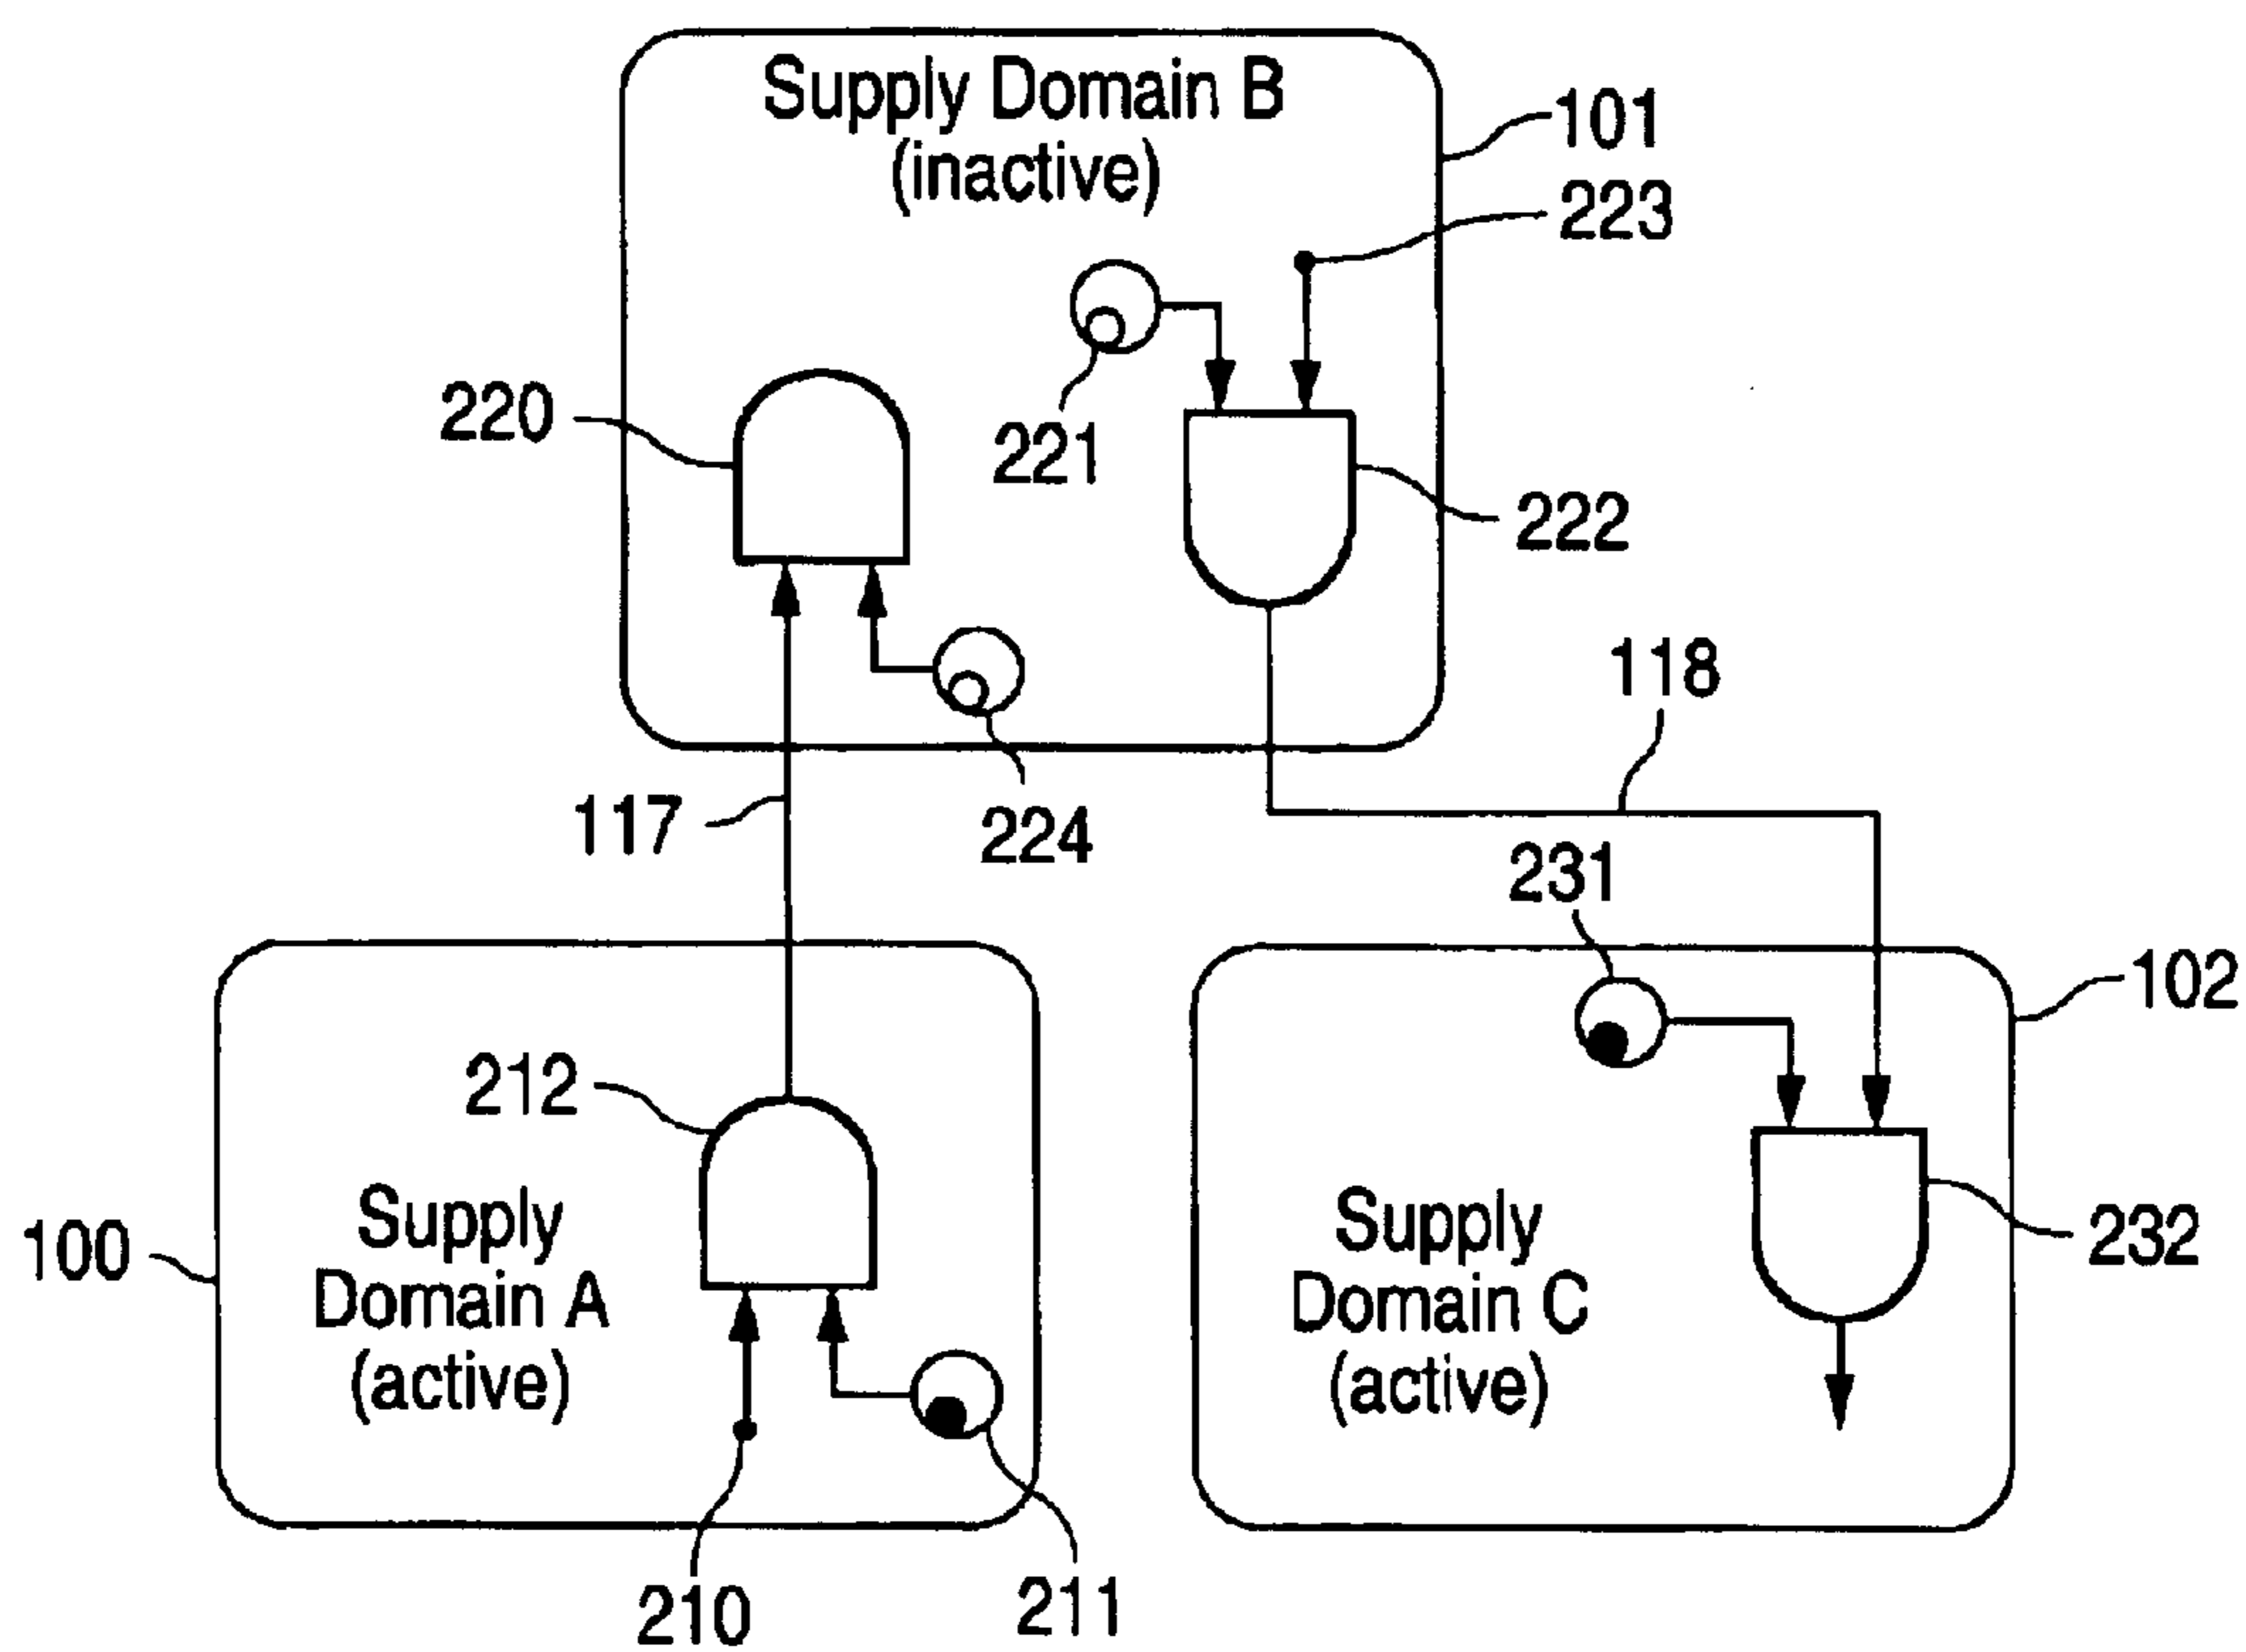 Supply Domain B
(inactive)
101
223
220
221
222
118
117
224
231
102
212
Supply
Domain A
(active)
100
Supply
Domain C
(active)
232
210
211